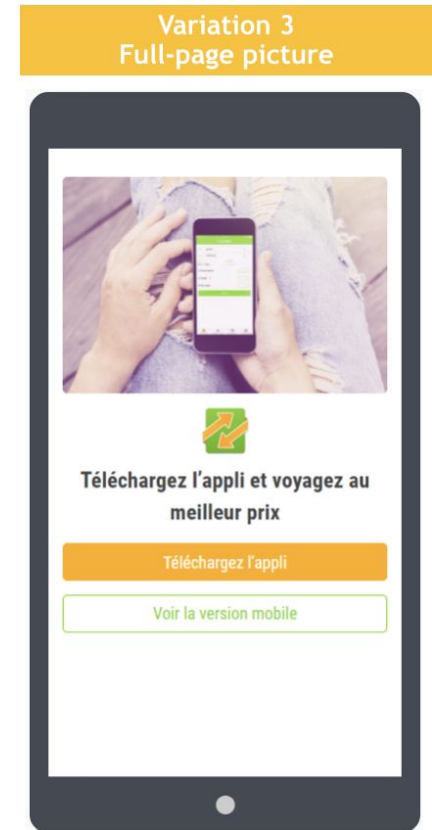 Variation 3
Full-page picture
Téléchargez l'appli et voyagez au
meilleur prix
Téléchargez l'appli
Voir la version mobile